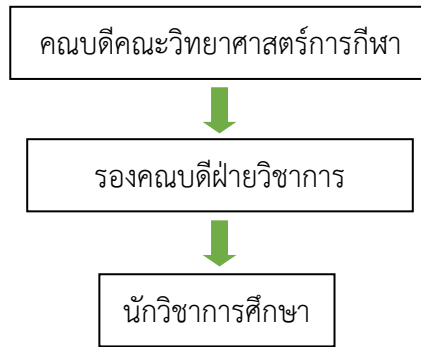 คณบดีคณะวิทยาศาสตร์การกีฬา
รองคณบดีฝ่ายวิชาการ
นักวิชาการศึกษา